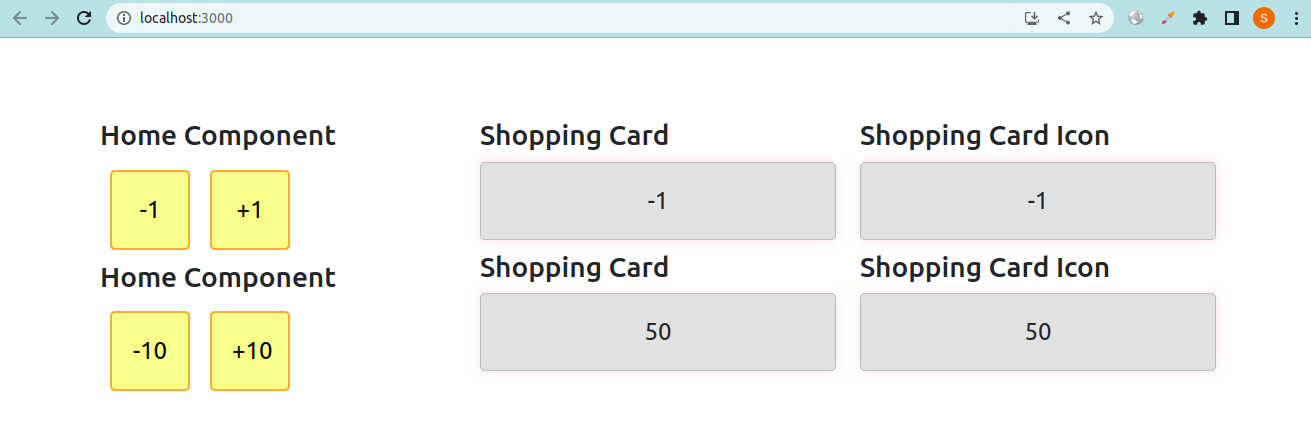 localhost:3000
S
Home Component
-1 +1
Home Component
-10 +10
Shopping Card
-1
Shopping Card
50
Shopping Card Icon
-1
Shopping Card Icon
50